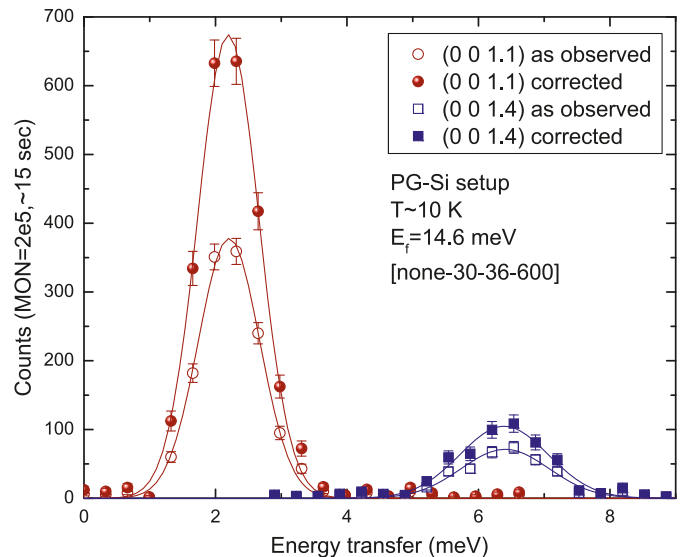 700
600
500
400
300
200
100
0
Counts (MON=2e5,~15 sec)
(0 0 1.1) as observed
(0 0 1.1) corrected
(0 0 1.4) as observed
(0 0 1.4) corrected
PG-Si setup
T~10 K
E_f=14.6 meV
[none-30-36-600]
0 2 4 6 8
Energy transfer (meV)